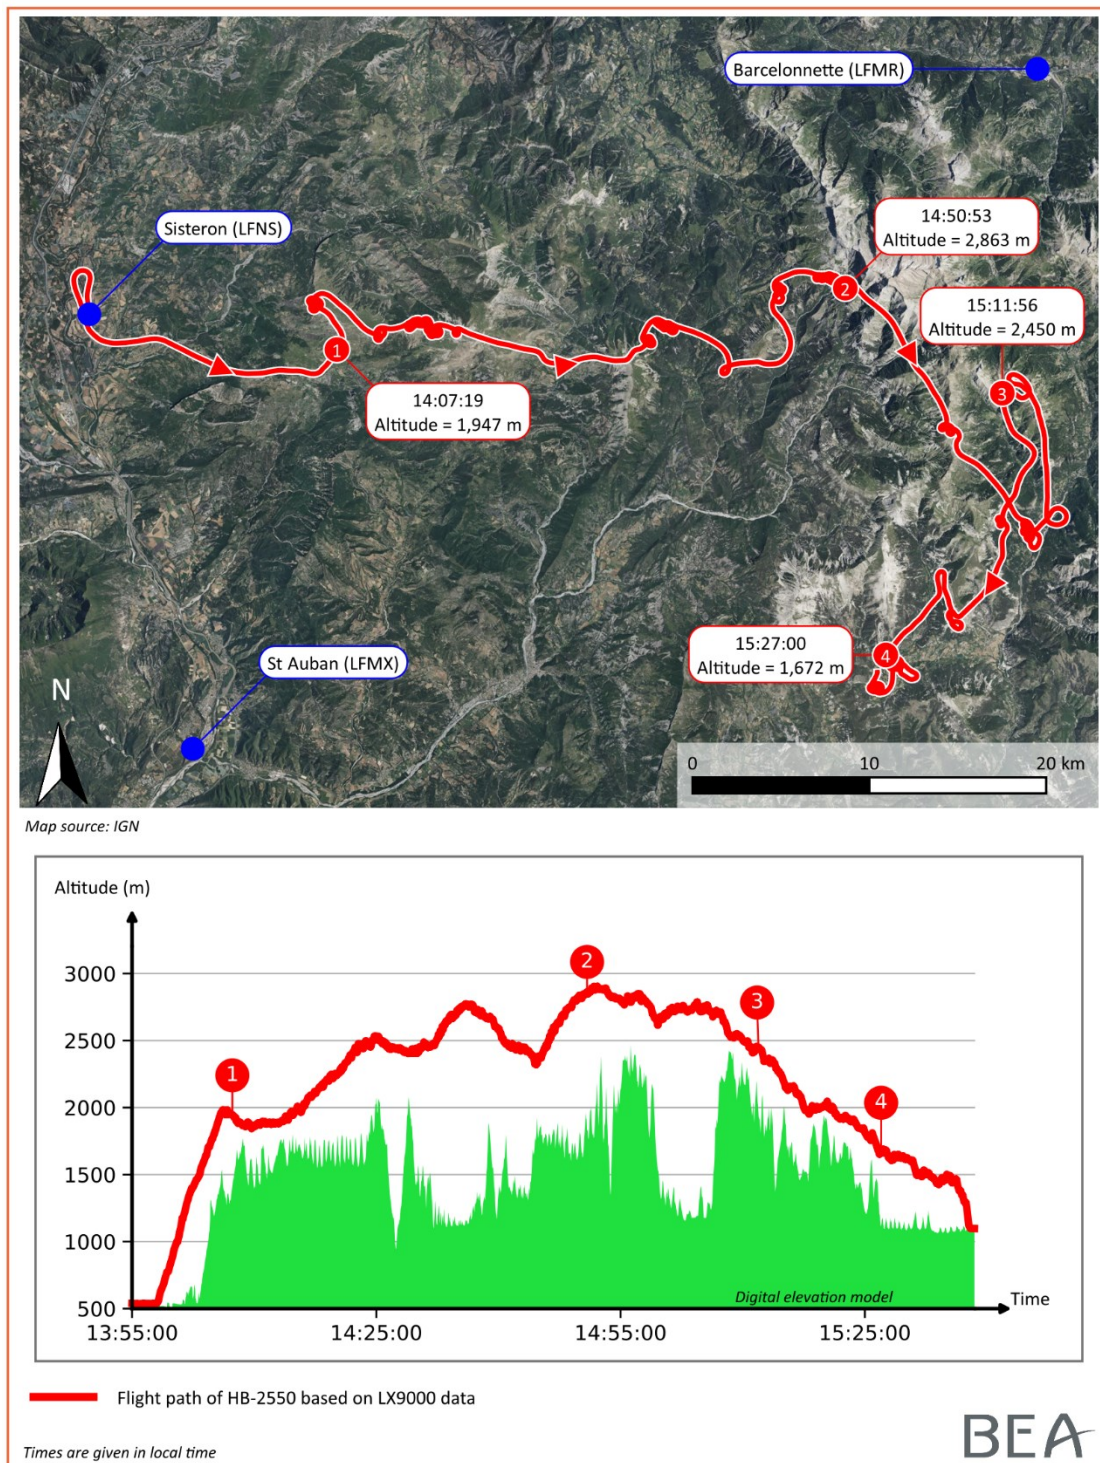 Barcelonnette (LFMR)
14:50:53
Altitude = 2,863 m
Sisteron (LFNS)
2
15:11:56
Altitude = 2,450 m
1
3
14:07:19
Altitude = 1,947 m
15:27:00
Altitude = 1,672 m
4
St Auban (LFMX)
N
0 10 20 km
Map source: IGN
Altitude (m)
3000
2500
2000
1500
1000
500
1
2
3
4
Digital elevation model
Time
13:55:00 14:25:00 14:55:00 15:25:00
Flight path of HB-2550 based on LX9000 data
Times are given in local time
BEA